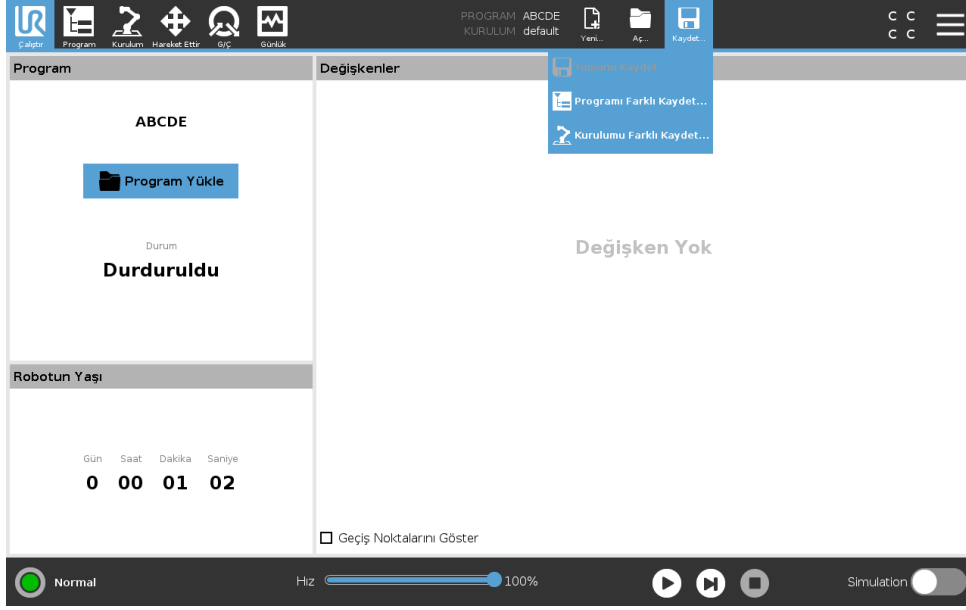 PROGRAM ABCDE
KURULUM default
C C
C C
Çalıştır Program Kurulum Hareket Ettir G/Ç Günlük Yeni... Aç... Kaydet...
Program
Değişkenler
Tümünü Kaydet
Programı Farklı Kaydet...
Kurulumu Farklı Kaydet...
ABCDE
Program Yükle
Durum
Durduruldu
Değişken Yok
Robotun Yaşı
Gün Saat Dakika Saniye
0 00 01 02
Geçiş Noktalarını Göster
Normal
Hız 100%
Simulation